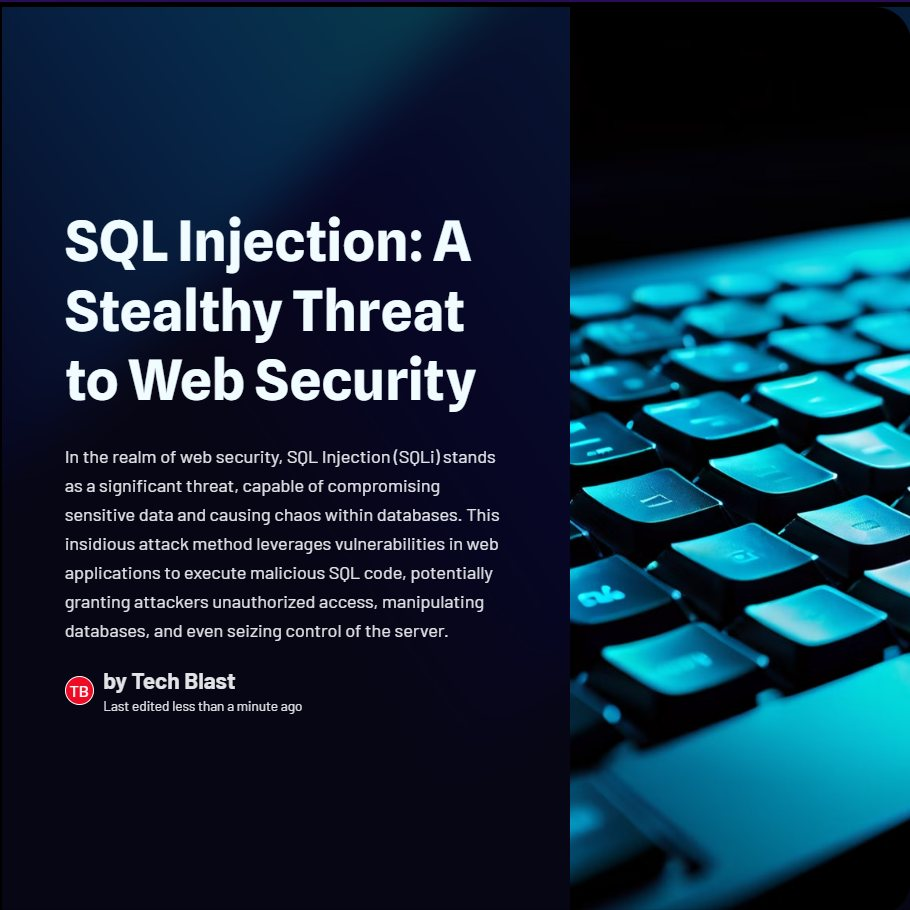 SQL Injection: A
Stealthy Threat
to Web Security
In the realm of web security, SQL Injection (SQLi) stands
as a significant threat, capable of compromising
sensitive data and causing chaos within databases. This
insidious attack method leverages vulnerabilities in web
applications to execute malicious SQL code, potentially
granting attackers unauthorized access, manipulating
databases, and even seizing control of the server.
TB
by Tech Blast
Last edited less than a minute ago